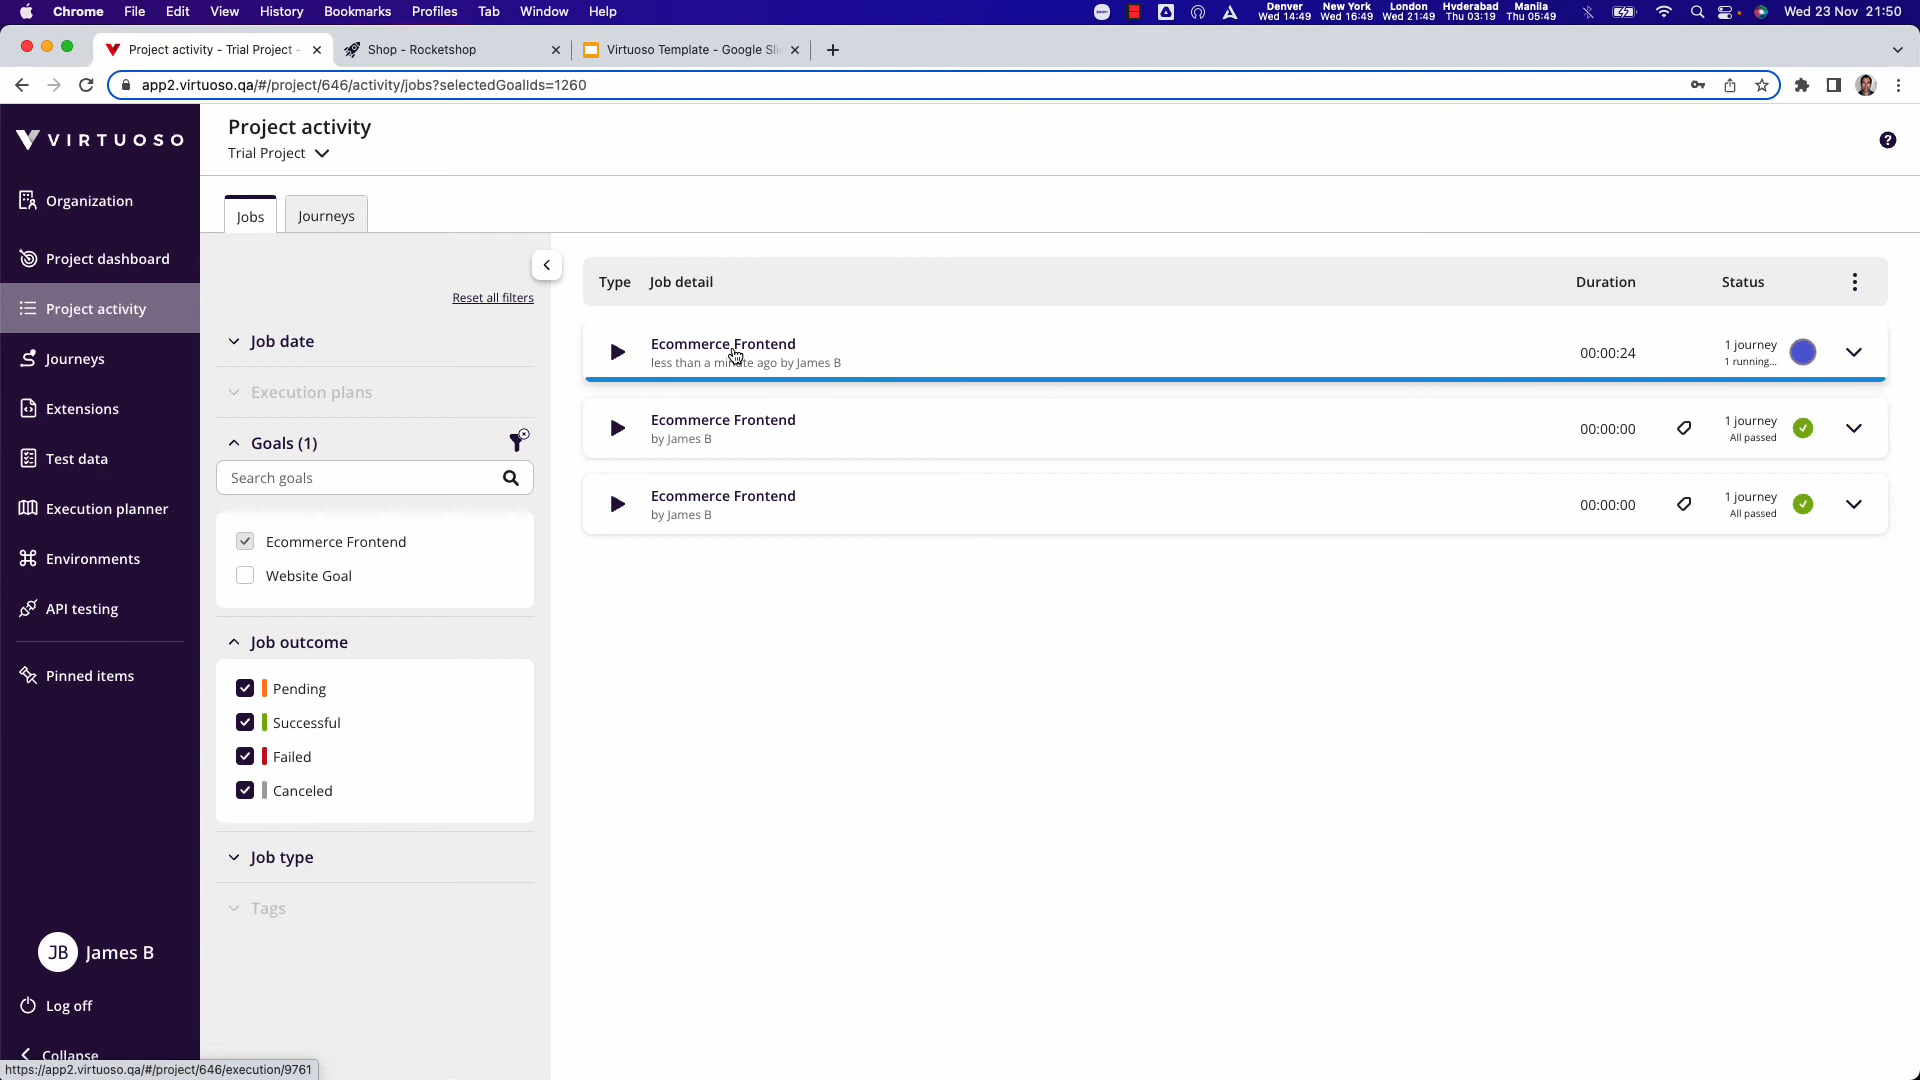 Chrome File Edit View History Bookmarks Profiles Tab Window Help
Denver New York London Hyderabad Manila
Wed 14:49 Wed 16:49 Wed 21:49 Thu 03:19 Thu 05:49
Wed 23 Nov 21:50
Project activity - Trial Project -
Shop - Rocketshop
Virtuoso Template - Google Sli
app2.virtuoso.qa/#/project/646/activity/jobs?selectedGoalIds=1260
VIRTUOSO
Organization
Project dashboard
Project activity
Journeys
Extensions
Test data
Execution planner
Environments
API testing
Pinned items
JB James B
Log off
Collapse
https://app2.virtuoso.qa/#/project/646/execution/9761
Project activity
Trial Project
?
Jobs Journeys
Reset all filters
Job date
Execution plans
Goals (1)
Search goals
Ecommerce Frontend
Website Goal
Job outcome
Pending
Successful
Failed
Canceled
Job type
Tags
Type Job detail Duration Status
Ecommerce Frontend
less than a minute ago by James B
00:00:24
1 journey
1 running...
Ecommerce Frontend
by James B
00:00:00
1 journey
All passed
Ecommerce Frontend
by James B
00:00:00
1 journey
All passed